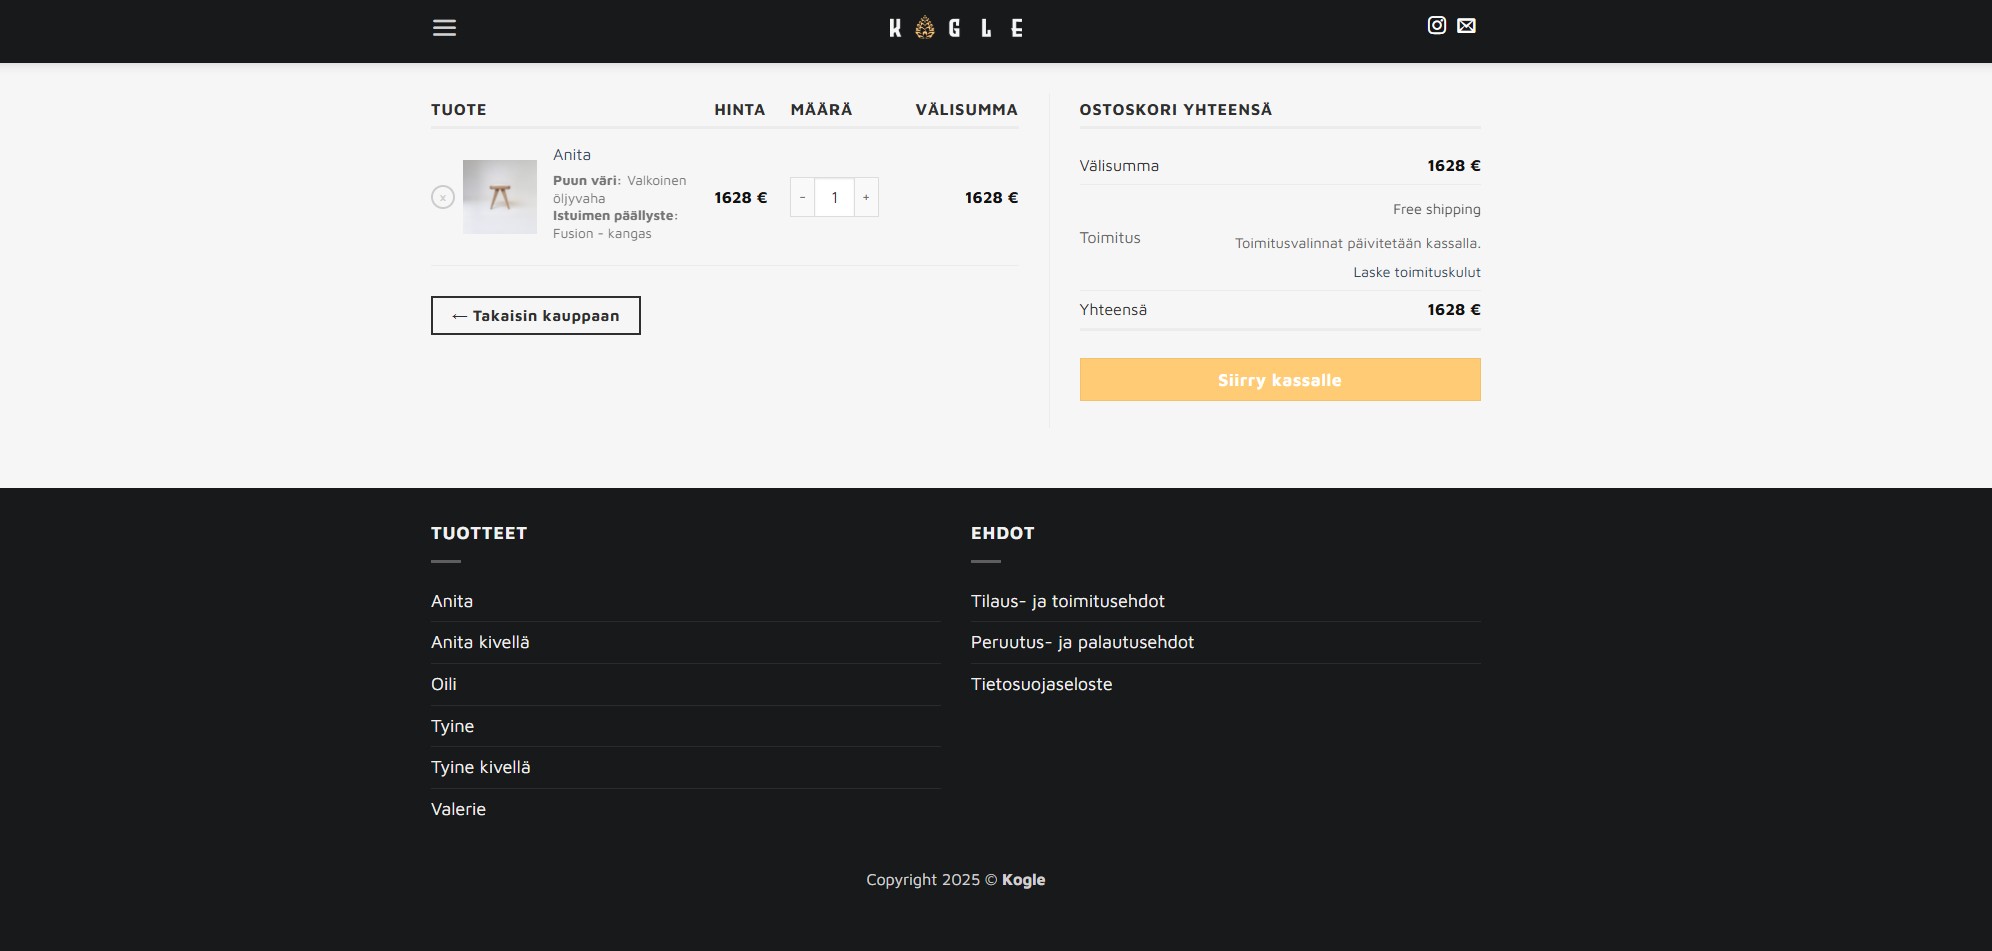 K GLE
TUOTE HINTA MÄÄRÄ VÄLISUMMA
x
Anita
Puun väri: Valkoinen
öljyvaha
Istuimen päällyste:
Fusion - kangas
1628 € - 1 + 1628 €
← Takaisin kauppaan
OSTOSKORI YHTEENSÄ
Välisumma 1628 €
Toimitus
Free shipping
Toimitusvalinnat päivitetään kassalla.
Laske toimituskulut
Yhteensä 1628 €
Siirry kassalle
TUOTTEET
Anita
Anita kivellä
Oili
Tyine
Tyine kivellä
Valerie
EHDOT
Tilaus- ja toimitusehdot
Peruutus- ja palautusehdot
Tietosuojaseloste
Copyright 2025 © Kogle